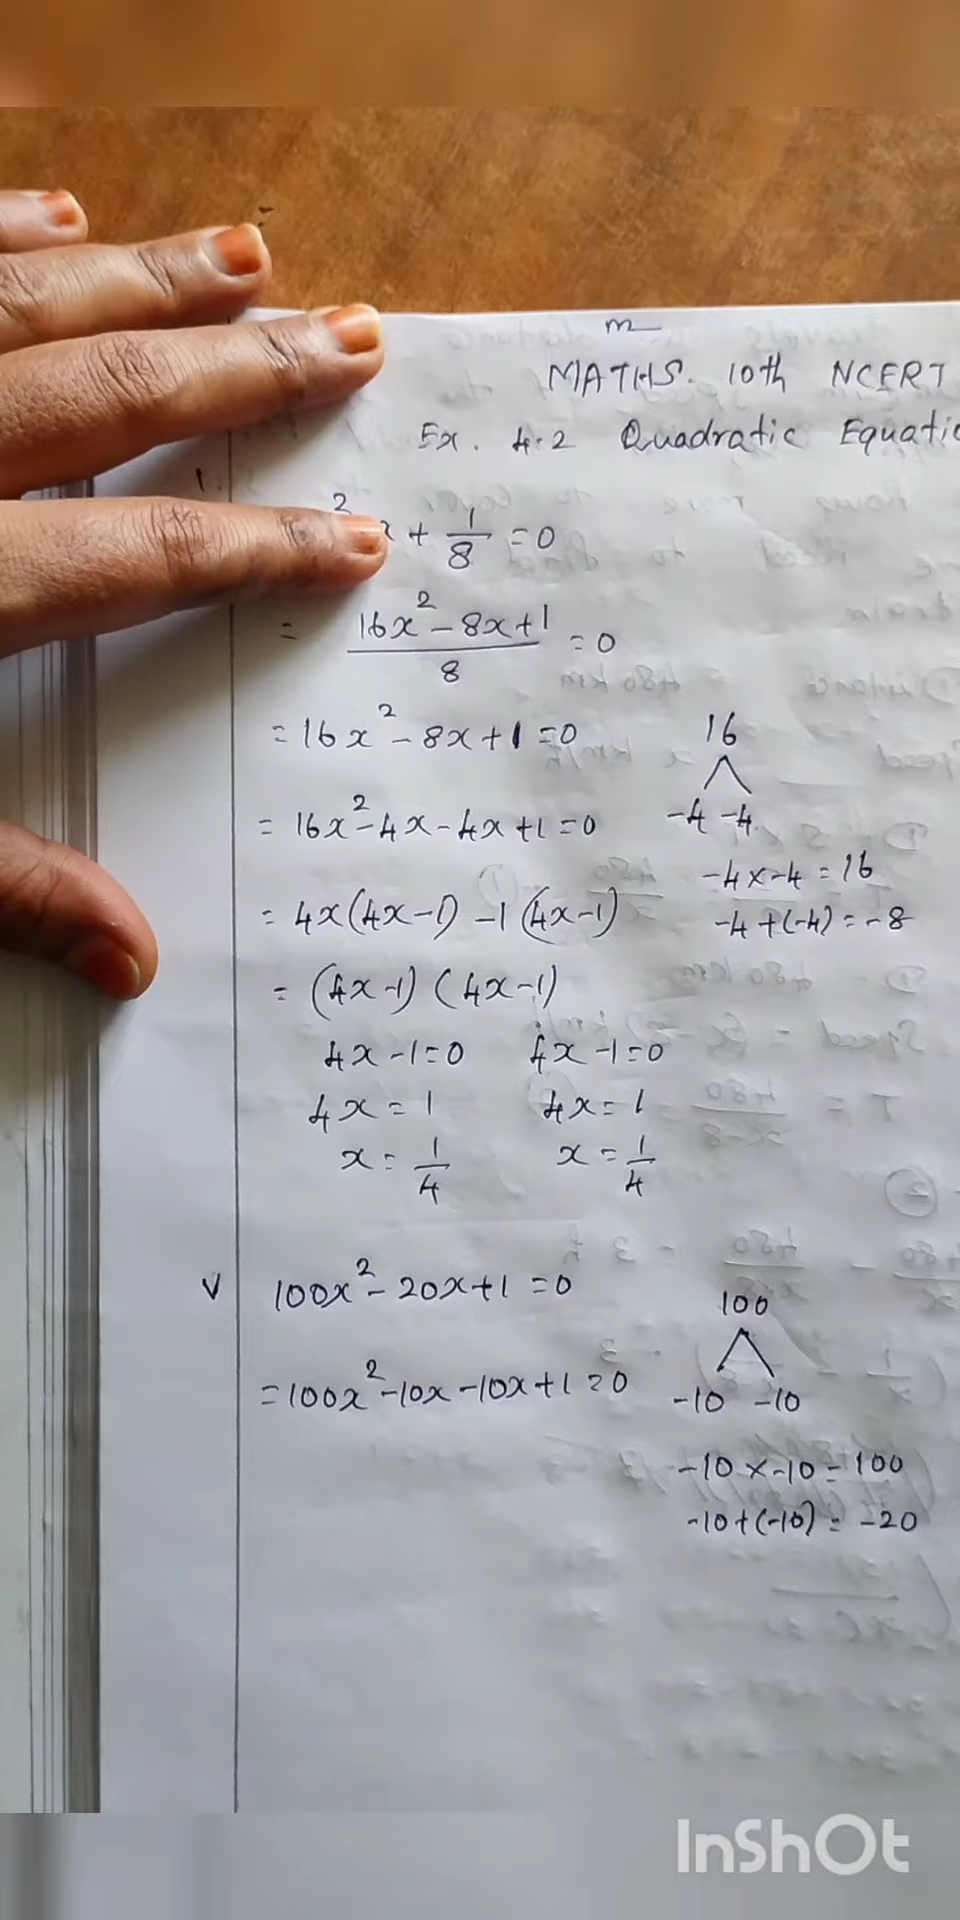 m
MATHS. 10th NCERT
Ex. 4.2 Quadratic
1.
² x + 1/8 = 0
= 16x² - 8x + 1 / 8 = 0
= 16x² - 8x + 1 = 0
16
-4 -4
= 16x² - 4x - 4x + 1 = 0
-4 x -4 = 16
-4 + (-4) = -8
= 4x(4x - 1) - 1(4x - 1)
= (4x - 1) (4x - 1)
4x - 1 = 0 4x - 1 = 0
4x = 1 4x = 1
x = 1/4 x = 1/4
V 100x² - 20x + 1 = 0
100
-10 -10
= 100x² - 10x - 10x + 1 = 0
-10 x -10 = 100
-10 + (-10) = -20
InShOt